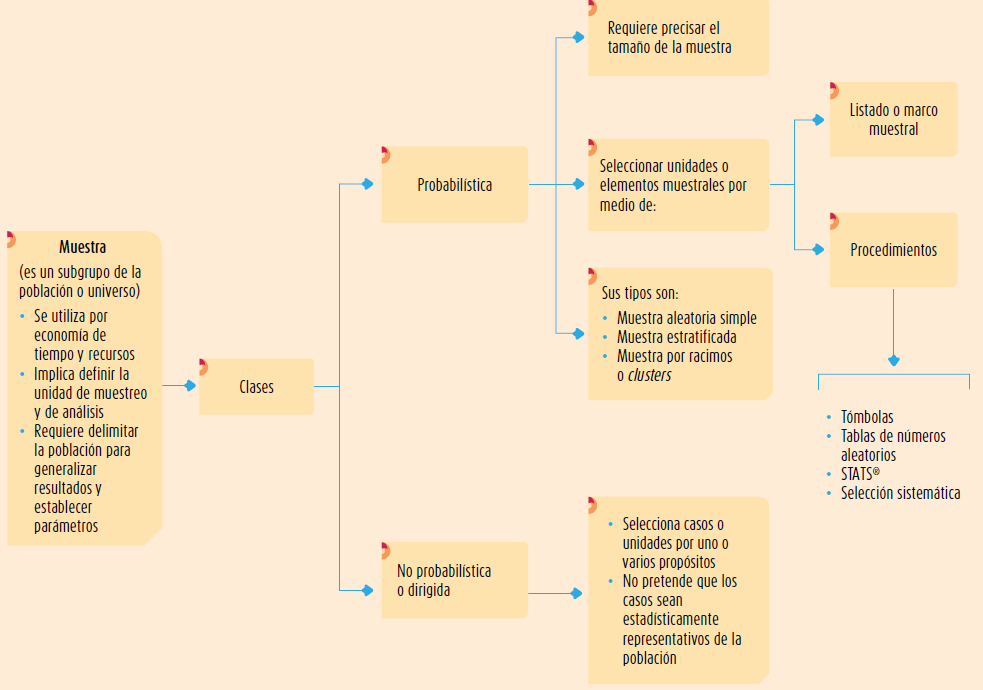 Muestra
(es un subgrupo de la
población o universo)
• Se utiliza por
economía de
tiempo y recursos
• Implica definir la
unidad de muestreo
y de análisis
• Requiere delimitar
la población para
generalizar
resultados y
establecer
parámetros
Clases
Probabilística
Requiere precisar el
tamaño de la muestra
Seleccionar unidades o
elementos muestrales por
medio de:
Listado o marco
muestral
Procedimientos
• Tómbolas
• Tablas de números
aleatorios
• STATS®
• Selección sistemática
Sus tipos son:
• Muestra aleatoria simple
• Muestra estratificada
• Muestra por racimos
o clusters
No probabilística
o dirigida
• Selecciona casos o
unidades por uno o
varios propósitos
• No pretende que los
casos sean
estadísticamente
representativos de la
población